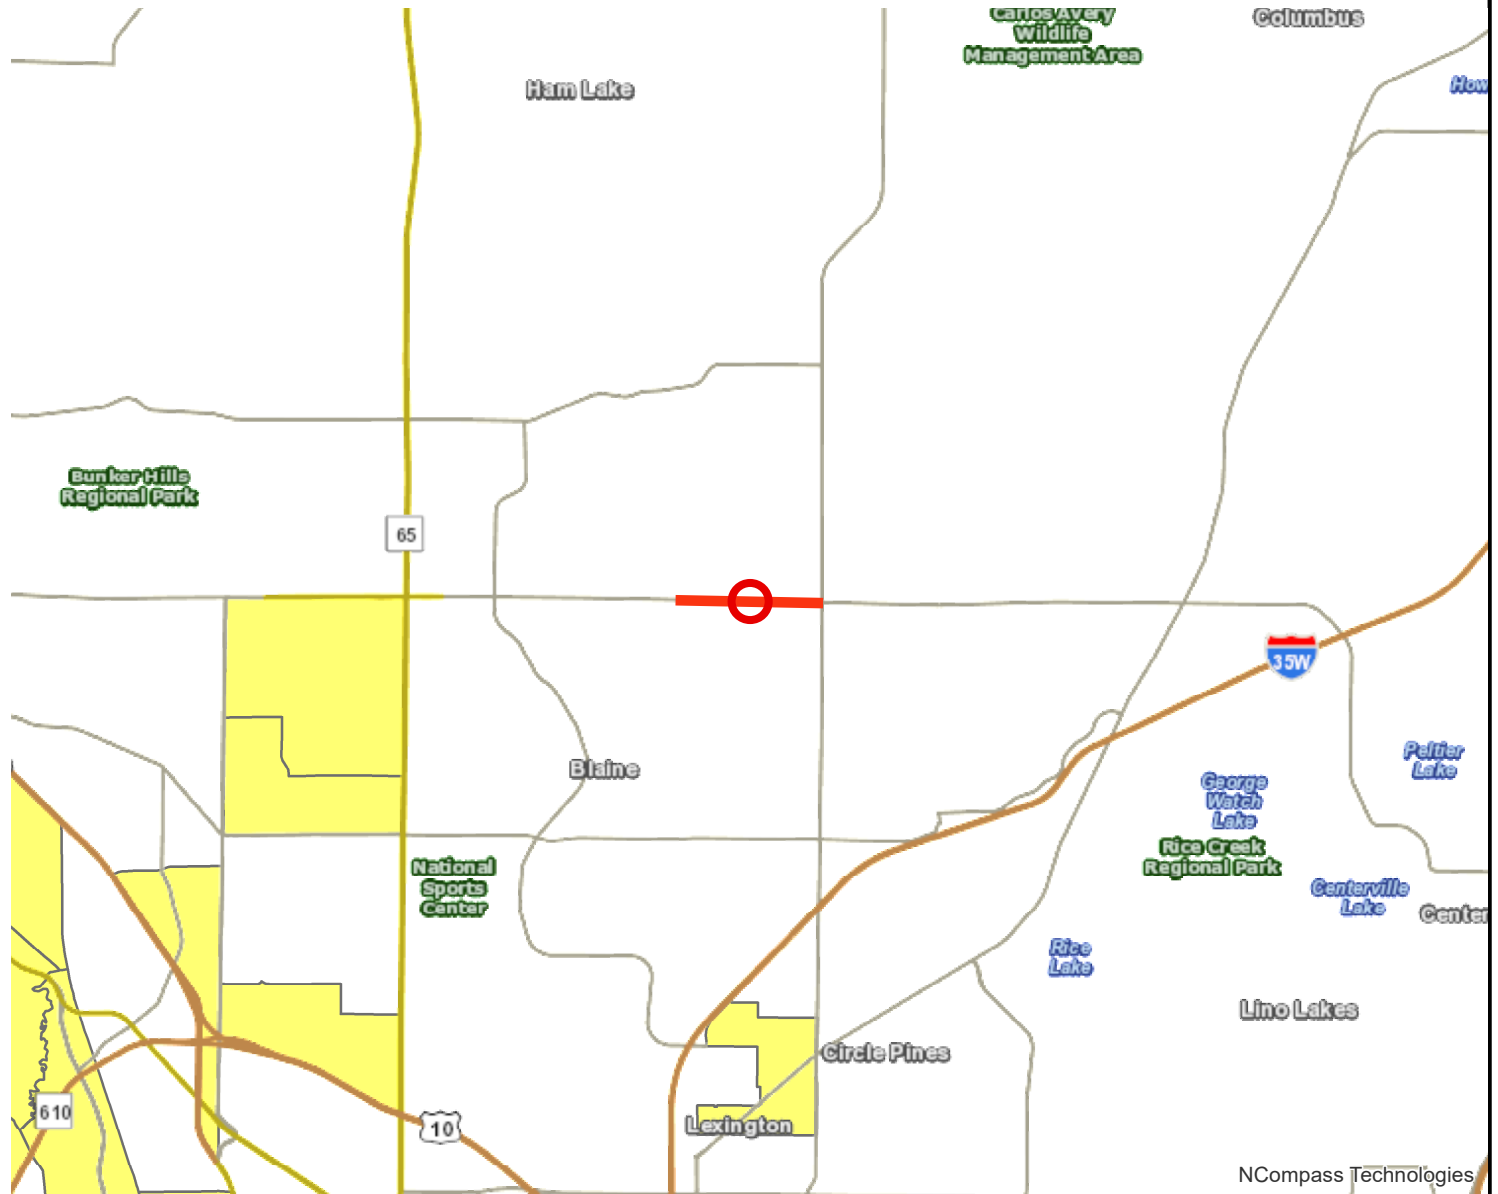 Carlos Avery
Wildlife
Management Area
Columbus
Ham Lake
How
Bunker Hills
Regional Park
65
35W
Blaine
Peltier
Lake
George
Watch
Lake
National
Sports
Center
Rice Creek
Regional Park
Centerville
Lake
Center
Rice
Lake
Lino Lakes
Circle Pines
610
10
Lexington
NCompass Technologies